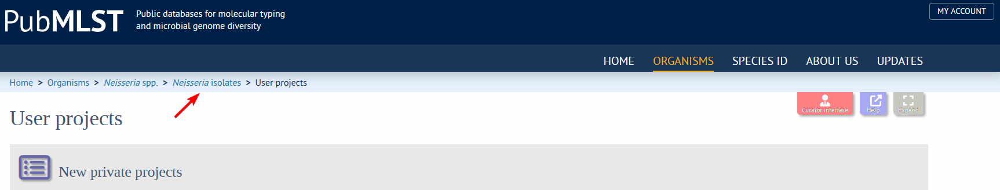 PubMLST
Public databases for molecular typing
and microbial genome diversity
MY ACCOUNT
HOME ORGANISMS SPECIES ID ABOUT US UPDATES
Home > Organisms > Neisseria spp. > Neisseria isolates > User projects
Curator interface Help Expand
User projects
New private projects